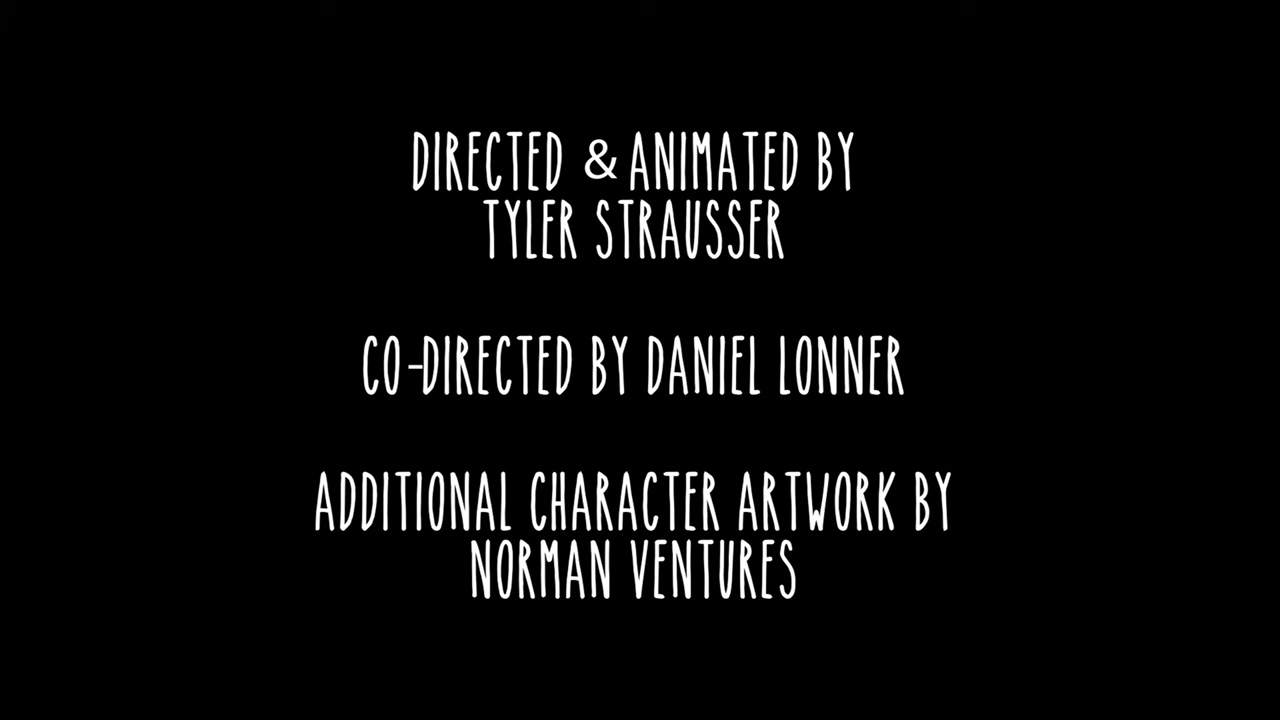 DIRECTED & ANIMATED BY
TYLER STRAUSSER
CO-DIRECTED BY DANIEL LONNER
ADDITIONAL CHARACTER ARTWORK BY
NORMAN VENTURES